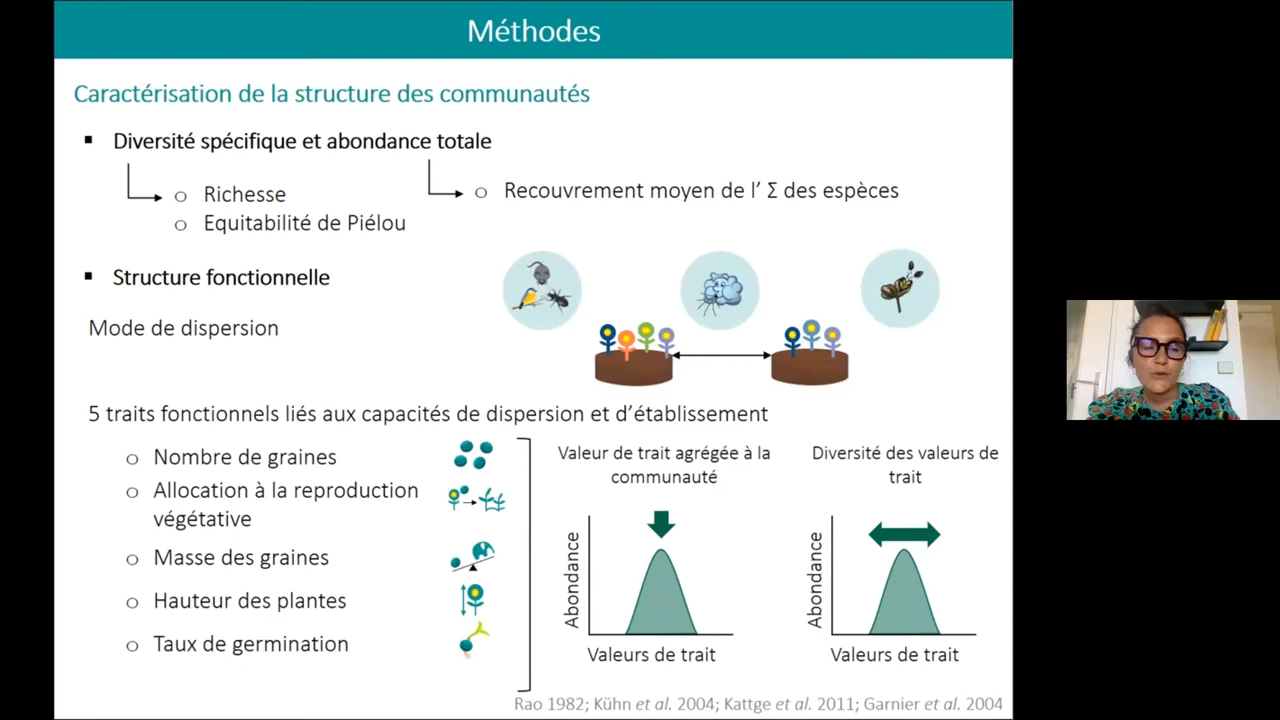 Méthodes
Caractérisation de la structure des communautés
▪ Diversité spécifique et abondance totale
o Richesse
o Recouvrement moyen de l’ Σ des espèces
o Equitabilité de Piélou
▪ Structure fonctionnelle
Mode de dispersion
5 traits fonctionnels liés aux capacités de dispersion et d’établissement
o Nombre de graines
o Allocation à la reproduction
végétative
o Masse des graines
o Hauteur des plantes
o Taux de germination
Valeur de trait agrégée à la
communauté
Abondance
Valeurs de trait
Diversité des valeurs de
trait
Abondance
Valeurs de trait
Rao 1982; Kühn et al. 2004; Kattge et al. 2011; Garnier et al. 2004